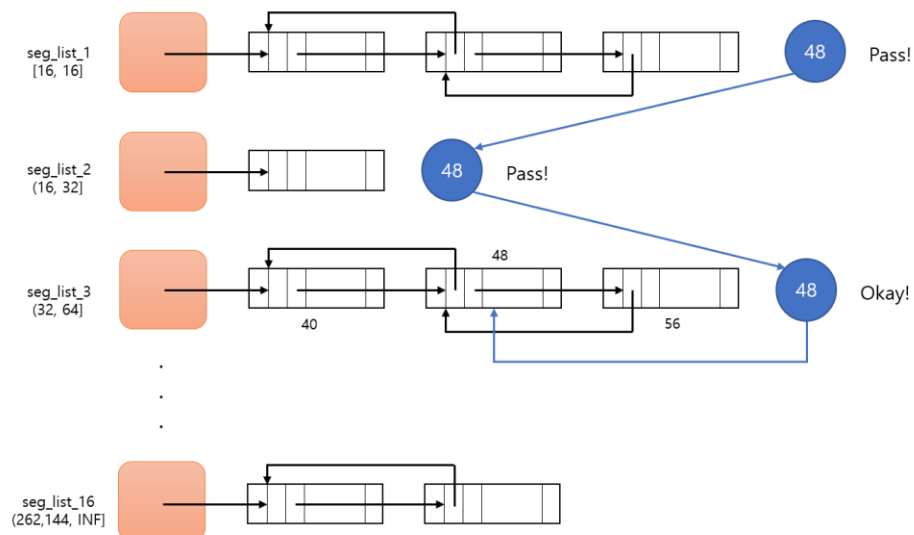 seg_list_1
[16, 16]
48
Pass!
seg_list_2
(16, 32]
48
Pass!
48
seg_list_3
(32, 64]
48
Okay!
40
56
.
.
.
seg_list_16
(262,144, INF]